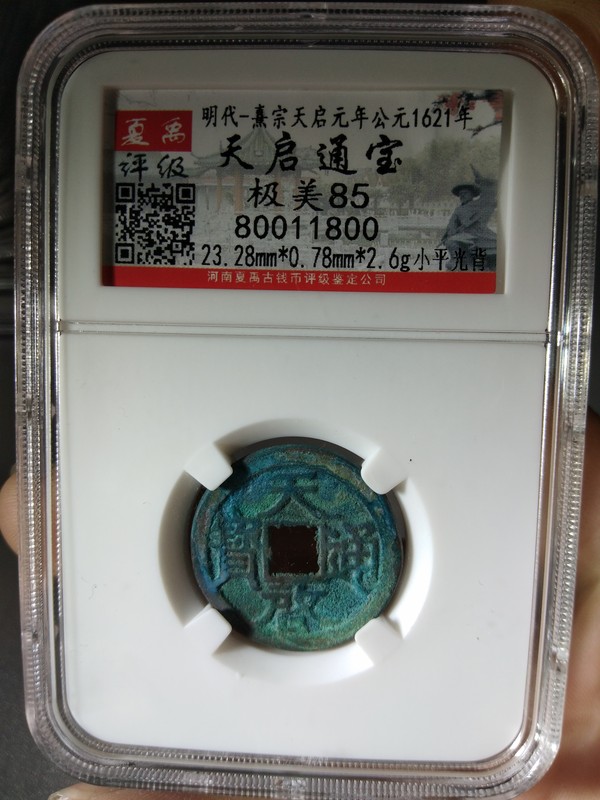 夏禹
评级
明代-熹宗天启元年公元1621年
天启通宝
极美85
80011800
23.28mm*0.78mm*2.6g小平光背
河南夏禹古钱币评级鉴定公司
天
寶 通
啟